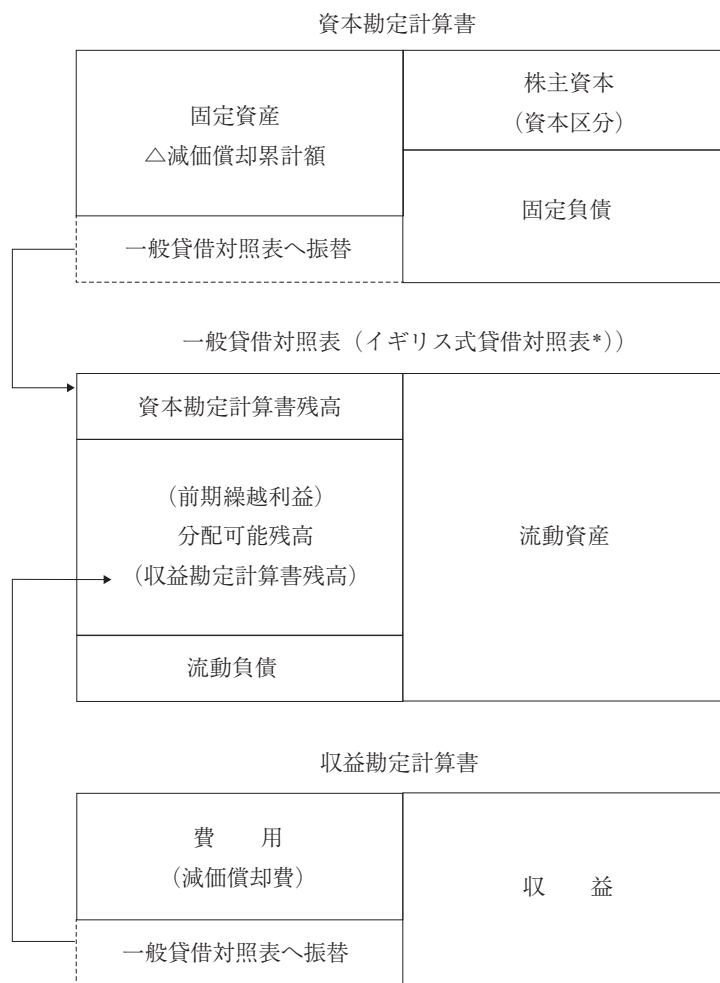 資本勘定計算書
固定資産
△減価償却累計額
株主資本
(資本区分)
固定負債
一般貸借対照表へ振替
一般貸借対照表(イギリス式貸借対照表*))
資本勘定計算書残高
(前期繰越利益)
分配可能残高
(収益勘定計算書残高)
流動資産
流動負債
収益勘定計算書
費 用
(減価償却費)
収 益
一般貸借対照表へ振替